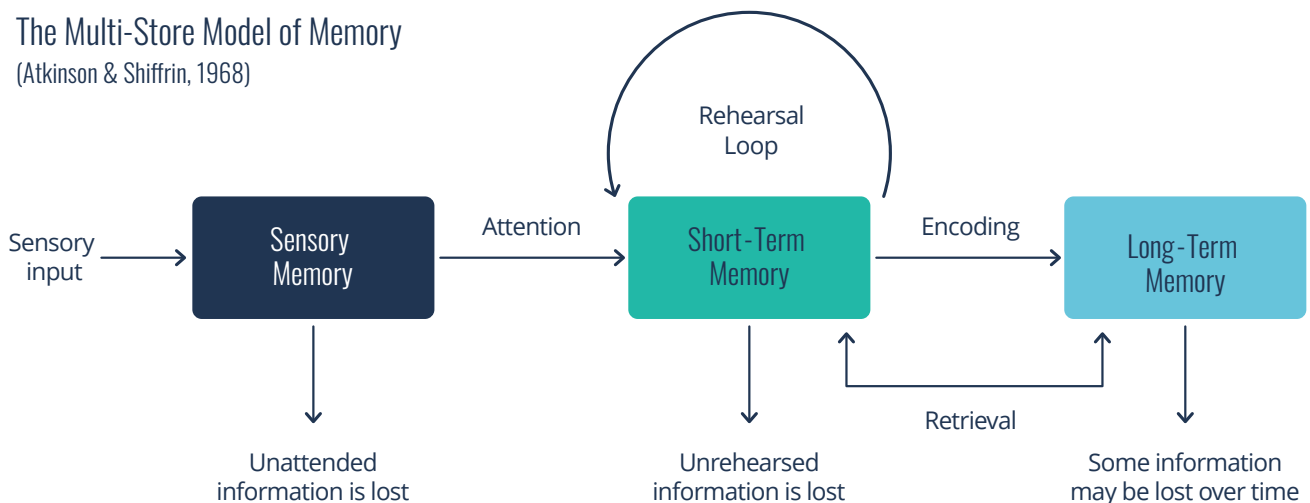 The Multi-Store Model of Memory
(Atkinson & Shiffrin, 1968)
Rehearsal
Loop
Sensory
input
Sensory
Memory
Attention
Short-Term
Memory
Encoding
Long-Term
Memory
Retrieval
Unattended
information is lost
Unrehearsed
information is lost
Some information
may be lost over time